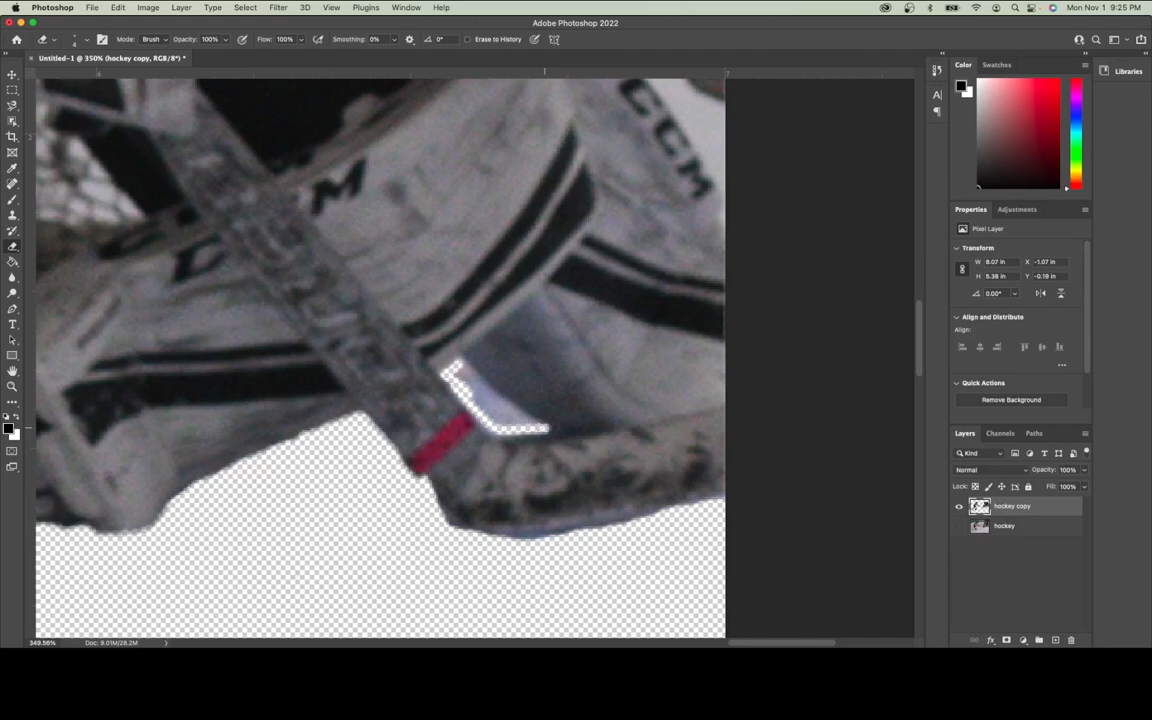 Photoshop File Edit Image Layer Type Select Filter 3D View Plugins Window Help Mon Nov 1 9:25 PM
Adobe Photoshop 2022
4 Mode: Brush Opacity: 100% Flow: 100% Smoothing: 0% 0° Erase to History
Untitled-1 @ 350% (hockey copy, RGB/8*) *
7
2
CCM
M
C
Color Swatches
Libraries
Properties Adjustments
Pixel Layer
Transform
W 8.07 in X -1.07 in
H 5.38 in Y -0.19 in
0.00°
Align and Distribute
Align:
Quick Actions
Remove Background
Layers Channels Paths
Kind
Normal Opacity: 100%
Lock: Fill: 100%
hockey copy
hockey
fx
349.56% Doc: 9.01M/28.2M